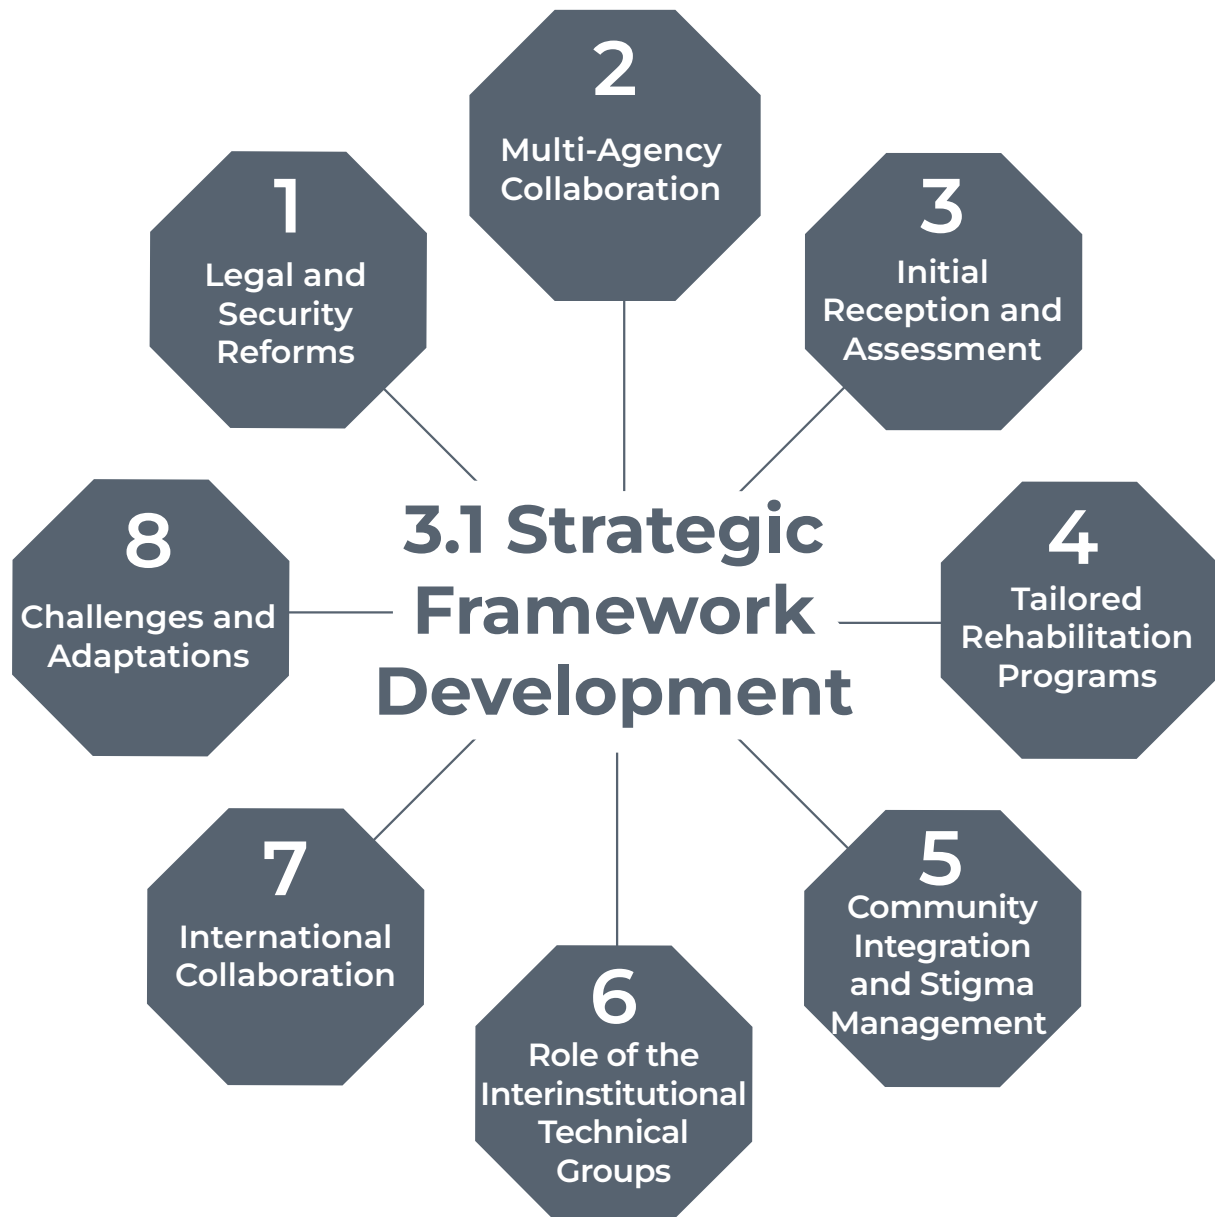 2
Multi-Agency
Collaboration
1
Legal and
Security
Reforms
3
Initial
Reception and
Assessment
3.1 Strategic
Framework
Development
8
Challenges and
Adaptations
4
Tailored
Rehabilitation
Programs
7
International
Collaboration
5
Community
Integration
and Stigma
Management
6
Role of the
Interinstitutional
Technical
Groups